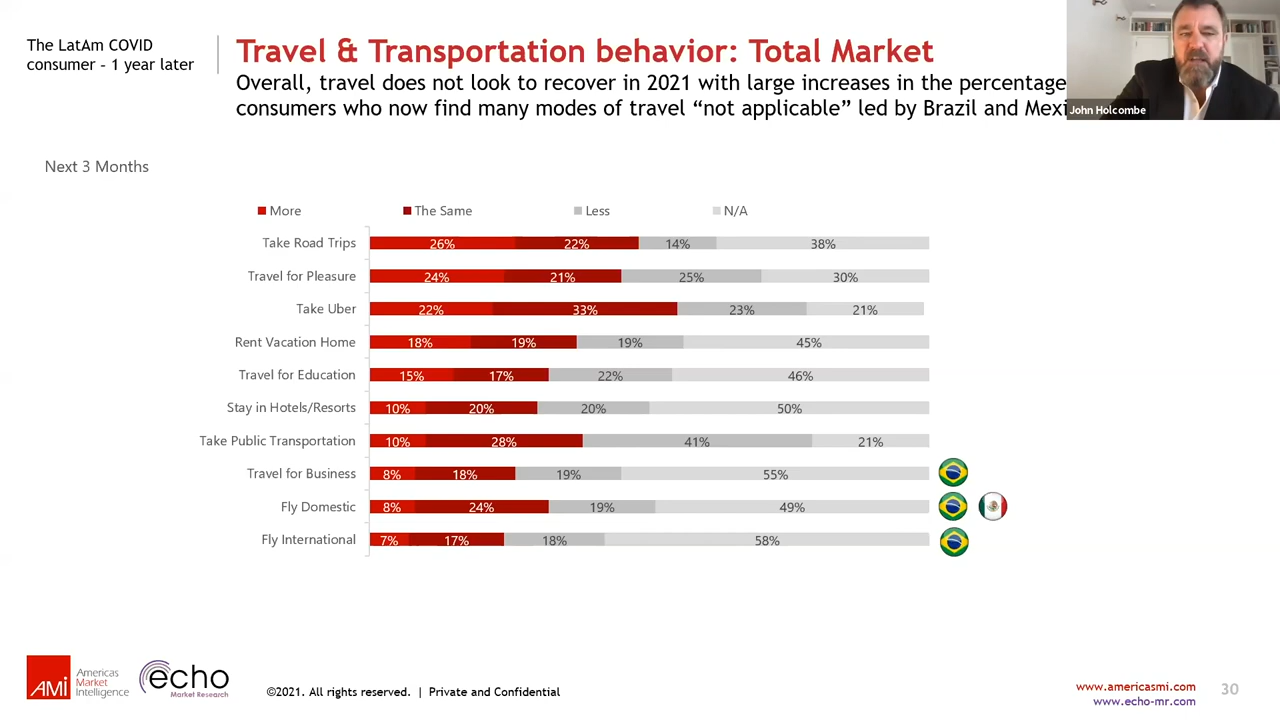 The LatAm COVID
consumer - 1 year later
Travel & Transportation behavior: Total Market
Overall, travel does not look to recover in 2021 with large increases in the percentage
consumers who now find many modes of travel “not applicable” led by Brazil and Mexi
John Holcombe
Next 3 Months
More The Same Less N/A
Take Road Trips 26% 22% 14% 38%
Travel for Pleasure 24% 21% 25% 30%
Take Uber 22% 33% 23% 21%
Rent Vacation Home 18% 19% 19% 45%
Travel for Education 15% 17% 22% 46%
Stay in Hotels/Resorts 10% 20% 20% 50%
Take Public Transportation 10% 28% 41% 21%
Travel for Business 8% 18% 19% 55%
Fly Domestic 8% 24% 19% 49%
Fly International 7% 17% 18% 58%
AMI
Americas
Market
Intelligence
echo
Market Research
©2021. All rights reserved. | Private and Confidential
www.americasmi.com
www.echo-mr.com
30